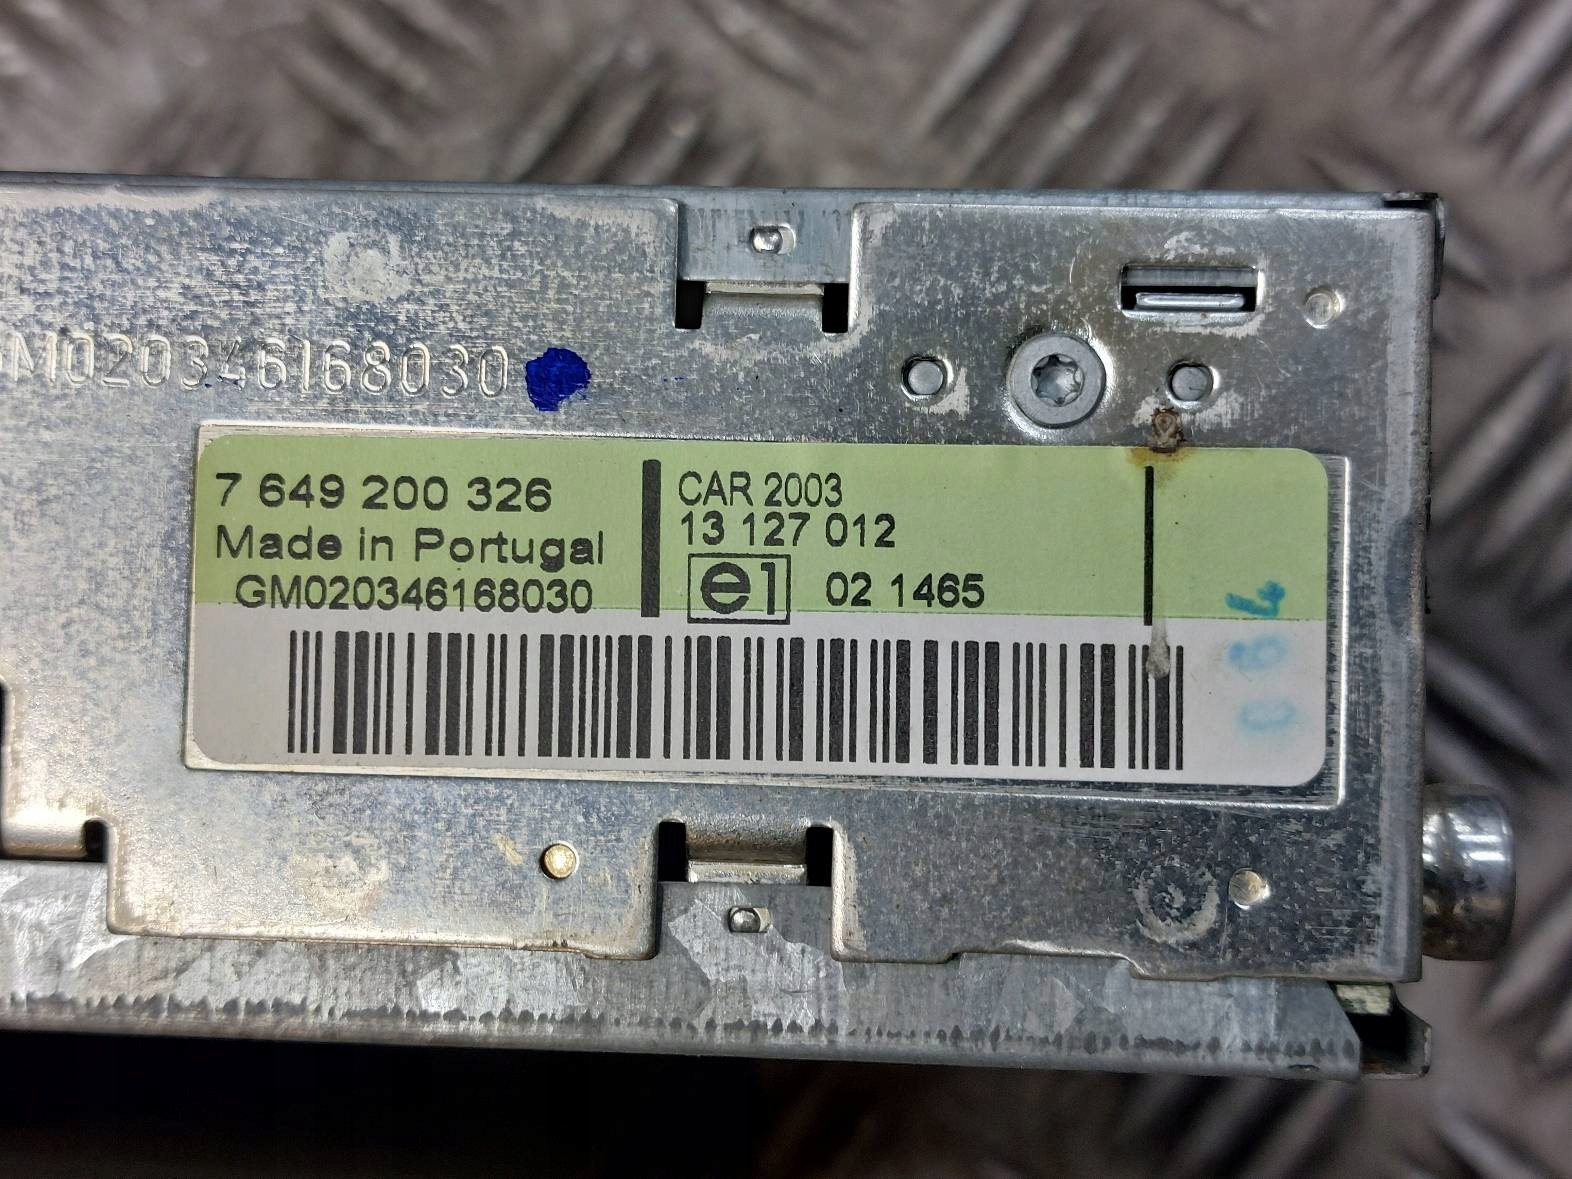 M020346168030
7 649 200 326
Made in Portugal
GM020346168030
CAR 2003
13 127 012
e1 02 1465